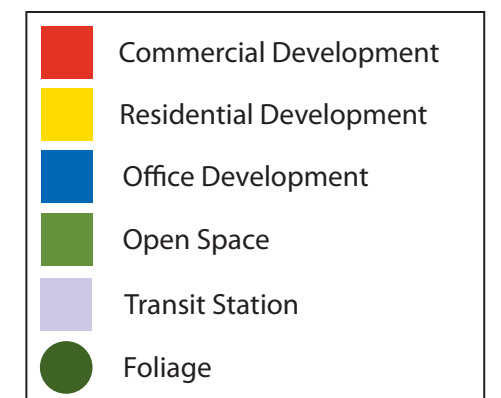 Commercial Development
Residential Development
Office Development
Open Space
Transit Station
Foliage